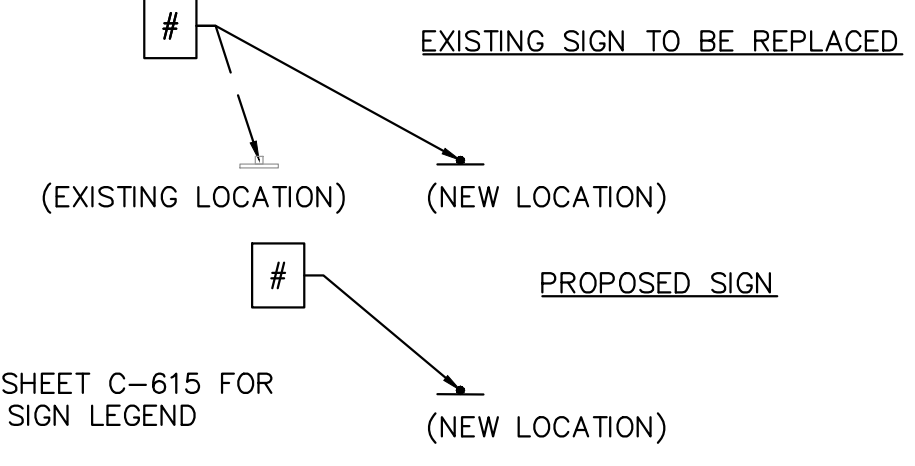 #
EXISTING SIGN TO BE REPLACED
(EXISTING LOCATION)
(NEW LOCATION)
#
PROPOSED SIGN
SHEET C-615 FOR
SIGN LEGEND
(NEW LOCATION)